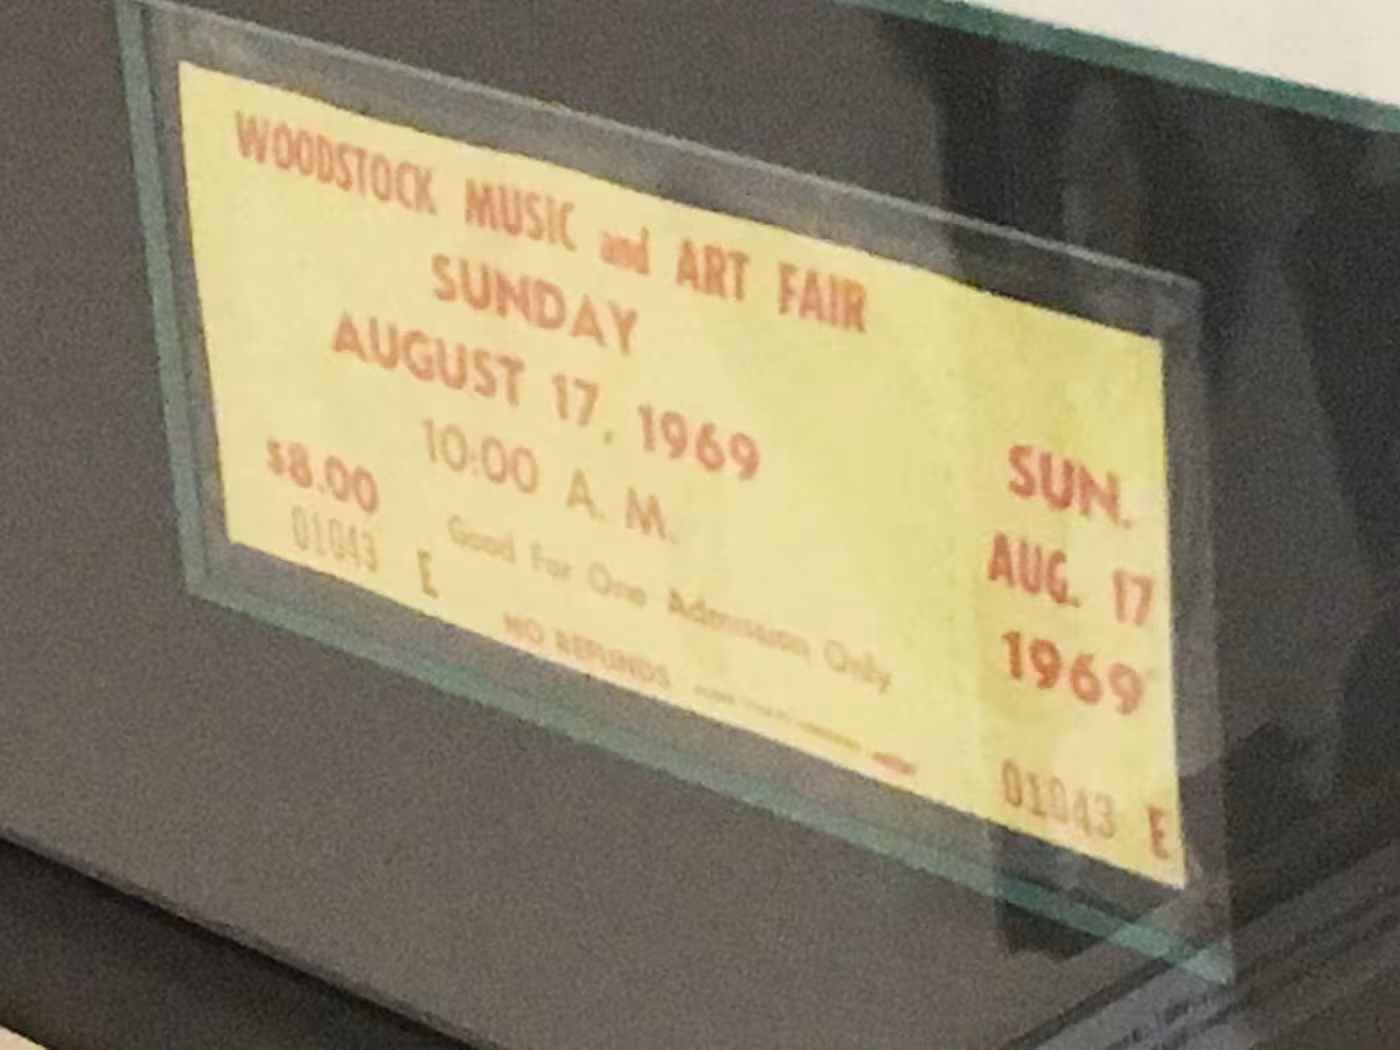 WOODSTOCK MUSIC and ART FAIR
SUNDAY
AUGUST 17, 1969
10:00 A. M.
$8.00
01043 E
Good For One Admission Only
NO REFUNDS
SUN.
AUG. 17
1969
01043 E